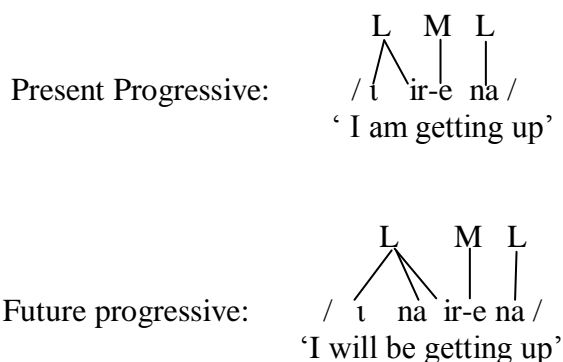 L M L
Present Progressive: / ɩ ir-e na /
‘ I am getting up’
L M L
Future progressive: / ɩ na ir-e na /
‘I will be getting up’